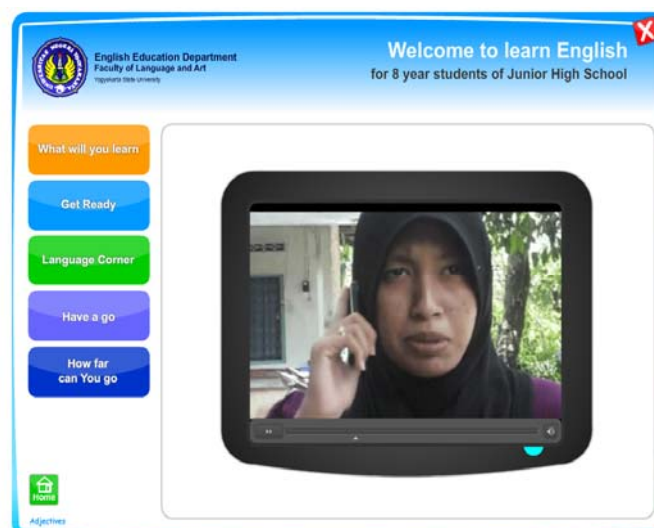 English Education Department
Faculty of Language and Art
Yogyakarta State University
Welcome to learn English
for 8 year students of Junior High School
X
What will you learn
Get Ready
Language Corner
Have a go
How far
can You go
Home
Adjectives